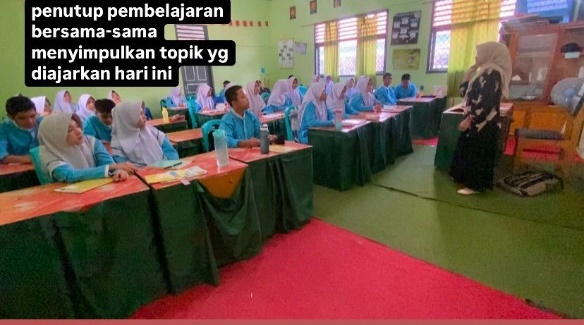 penutup pembelajaran
bersama-sama
menyimpulkan topik yg
diajarkan hari ini